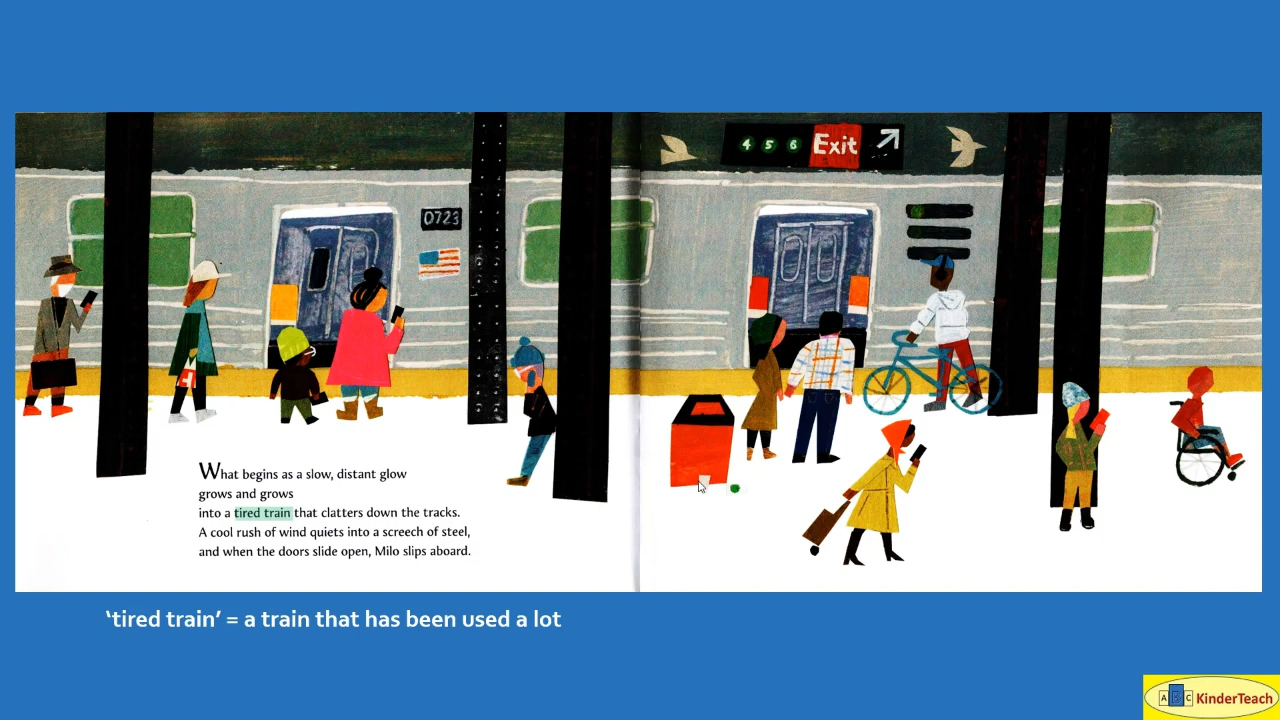 4 5 6 Exit
0723
What begins as a slow, distant glow
grows and grows
into a tired train that clatters down the tracks.
A cool rush of wind quiets into a screech of steel,
and when the doors slide open, Milo slips aboard.
‘tired train’ = a train that has been used a lot
A B C KinderTeach